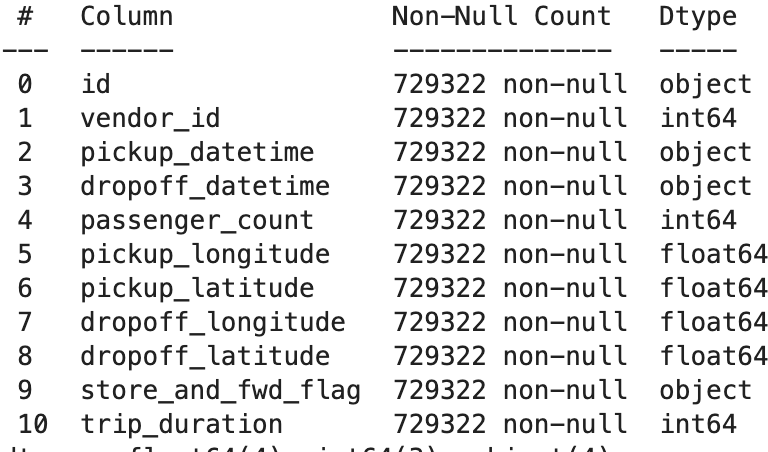 #   Column              Non-Null Count   Dtype
---  ------              --------------   -----
0   id                  729322 non-null  object
1   vendor_id           729322 non-null  int64
2   pickup_datetime     729322 non-null  object
3   dropoff_datetime    729322 non-null  object
4   passenger_count     729322 non-null  int64
5   pickup_longitude    729322 non-null  float64
6   pickup_latitude     729322 non-null  float64
7   dropoff_longitude   729322 non-null  float64
8   dropoff_latitude    729322 non-null  float64
9   store_and_fwd_flag  729322 non-null  object
10  trip_duration       729322 non-null  int64